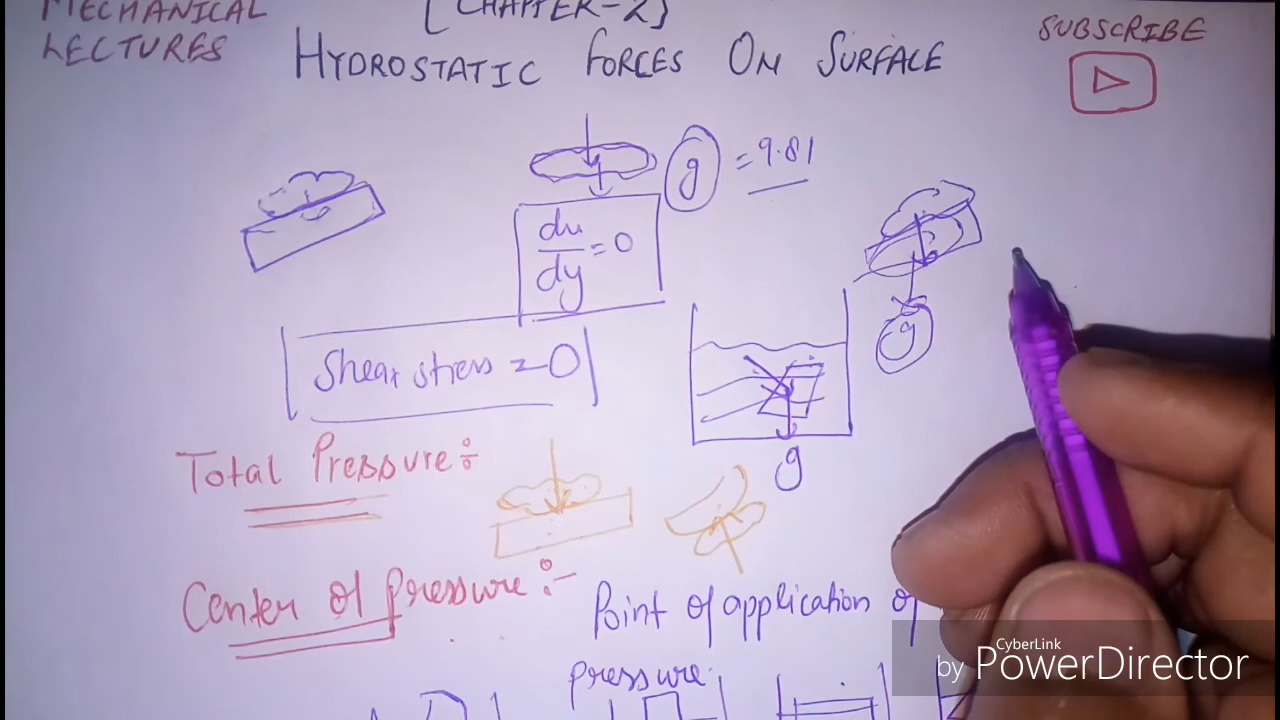 MECHANICAL
LECTURES
[CHAPTER-2]
HYDROSTATIC FORCES ON SURFACE
SUBSCRIBE
g = 9.81
du/dy = 0
g
Shear stress = 0
g
Total Pressure :-
Center of pressure :-
Point of application of
pressure.
CyberLink
by PowerDirector